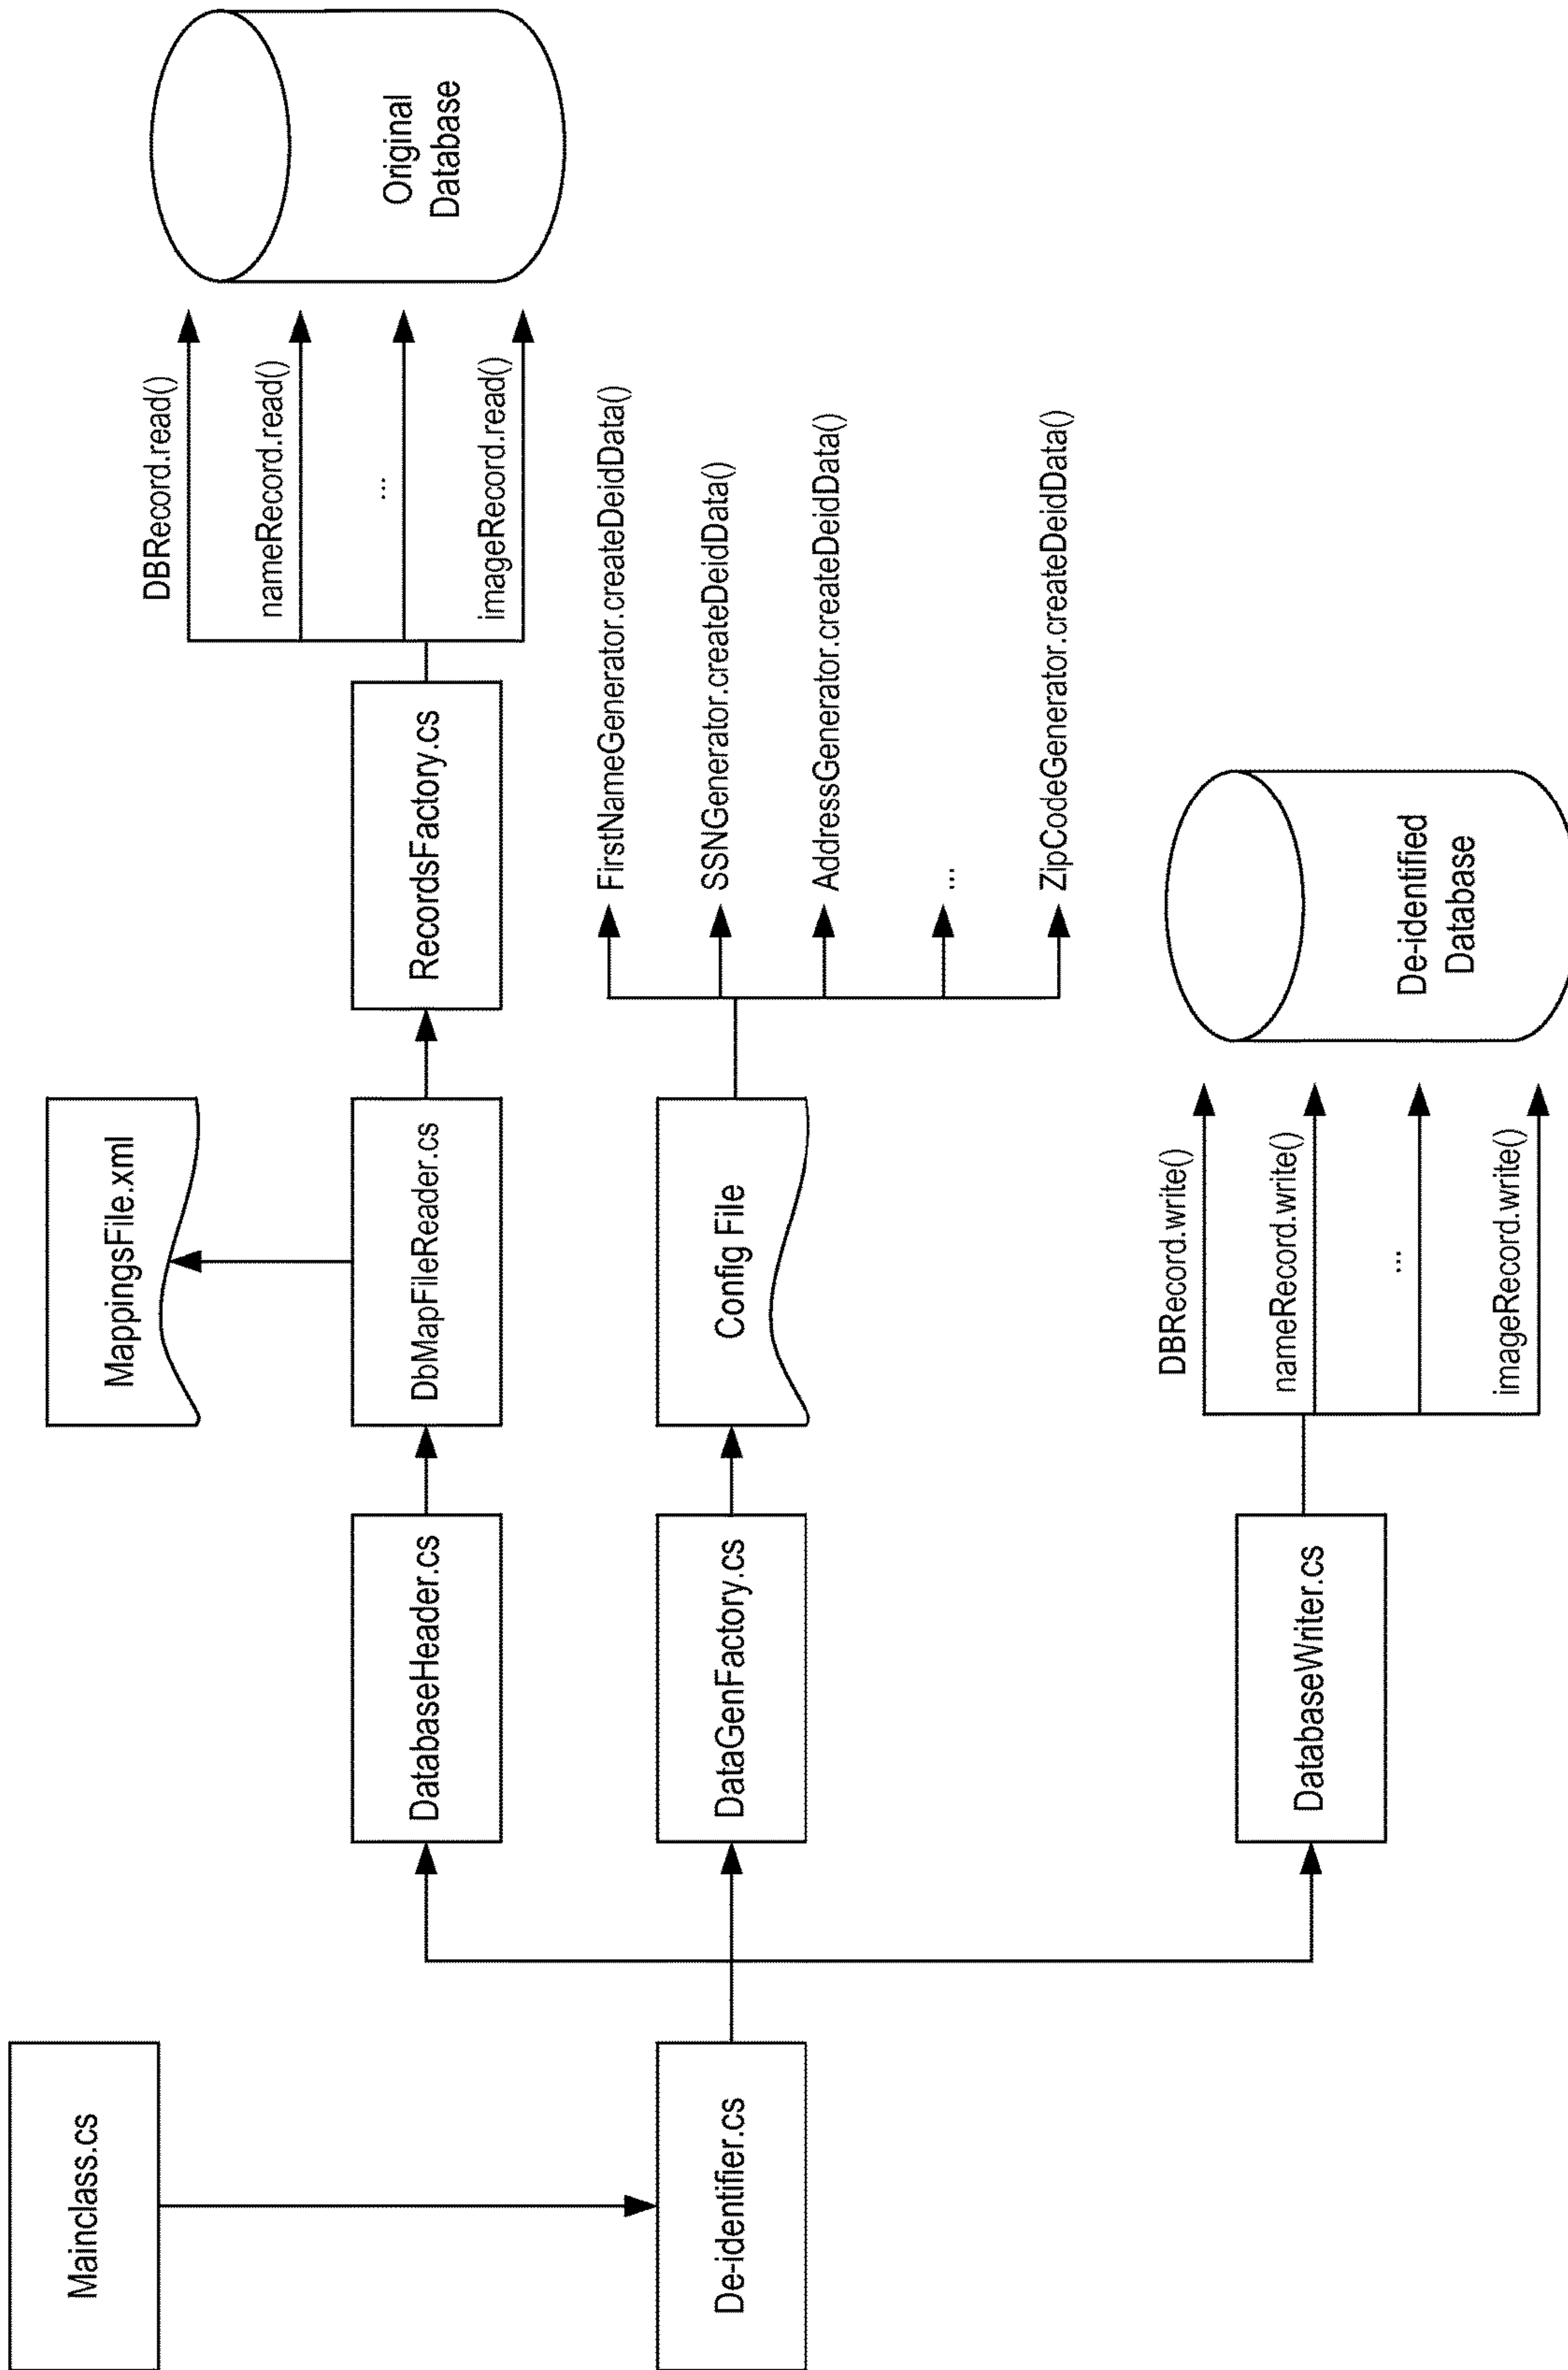 Mainclass.cs
MappingsFile.xml
DBRecord.read()
nameRecord.read()
...
imageRecord.read()
Original
Database
DatabaseHeader.cs
DbMapFileReader.cs
RecordsFactory.cs
FirstNameGenerator.createDeidData()
SSNGenerator.createDeidData()
AddressGenerator.createDeidData()
...
ZipCodeGenerator.createDeidData()
De-identifier.cs
DataGenFactory.cs
Config File
DBRecord.write()
nameRecord.write()
...
imageRecord.write()
DatabaseWriter.cs
De-identified
Database